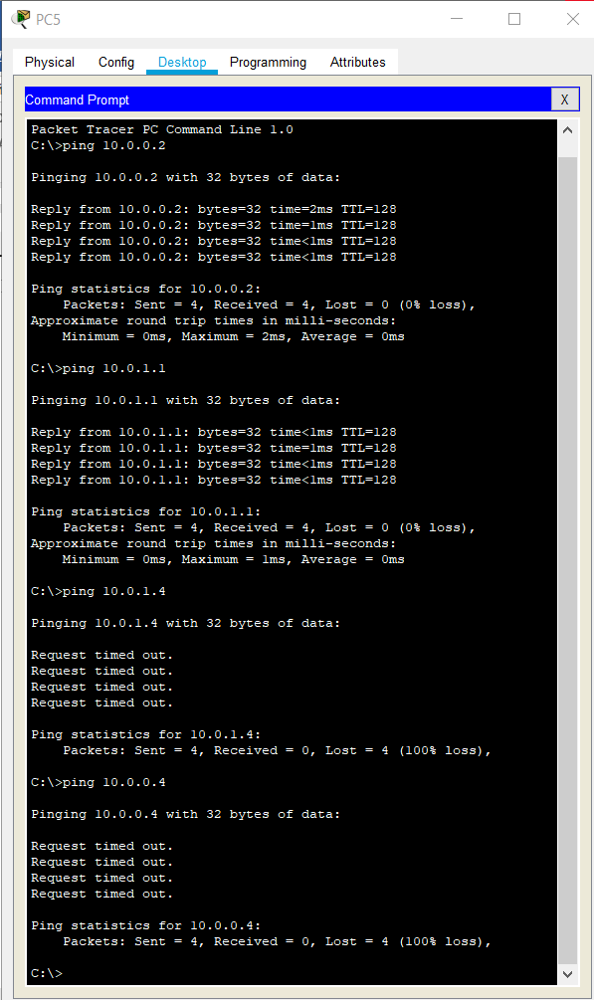 PC5
Physical Config Desktop Programming Attributes
Command Prompt X
Packet Tracer PC Command Line 1.0
C:\>ping 10.0.0.2
Pinging 10.0.0.2 with 32 bytes of data:
Reply from 10.0.0.2: bytes=32 time=2ms TTL=128
Reply from 10.0.0.2: bytes=32 time=1ms TTL=128
Reply from 10.0.0.2: bytes=32 time<1ms TTL=128
Reply from 10.0.0.2: bytes=32 time<1ms TTL=128
Ping statistics for 10.0.0.2:
Packets: Sent = 4, Received = 4, Lost = 0 (0% loss),
Approximate round trip times in milli-seconds:
Minimum = 0ms, Maximum = 2ms, Average = 0ms
C:\>ping 10.0.1.1
Pinging 10.0.1.1 with 32 bytes of data:
Reply from 10.0.1.1: bytes=32 time<1ms TTL=128
Reply from 10.0.1.1: bytes=32 time=1ms TTL=128
Reply from 10.0.1.1: bytes=32 time<1ms TTL=128
Reply from 10.0.1.1: bytes=32 time<1ms TTL=128
Ping statistics for 10.0.1.1:
Packets: Sent = 4, Received = 4, Lost = 0 (0% loss),
Approximate round trip times in milli-seconds:
Minimum = 0ms, Maximum = 1ms, Average = 0ms
C:\>ping 10.0.1.4
Pinging 10.0.1.4 with 32 bytes of data:
Request timed out.
Request timed out.
Request timed out.
Request timed out.
Ping statistics for 10.0.1.4:
Packets: Sent = 4, Received = 0, Lost = 4 (100% loss),
C:\>ping 10.0.0.4
Pinging 10.0.0.4 with 32 bytes of data:
Request timed out.
Request timed out.
Request timed out.
Request timed out.
Ping statistics for 10.0.0.4:
Packets: Sent = 4, Received = 0, Lost = 4 (100% loss),
C:\>